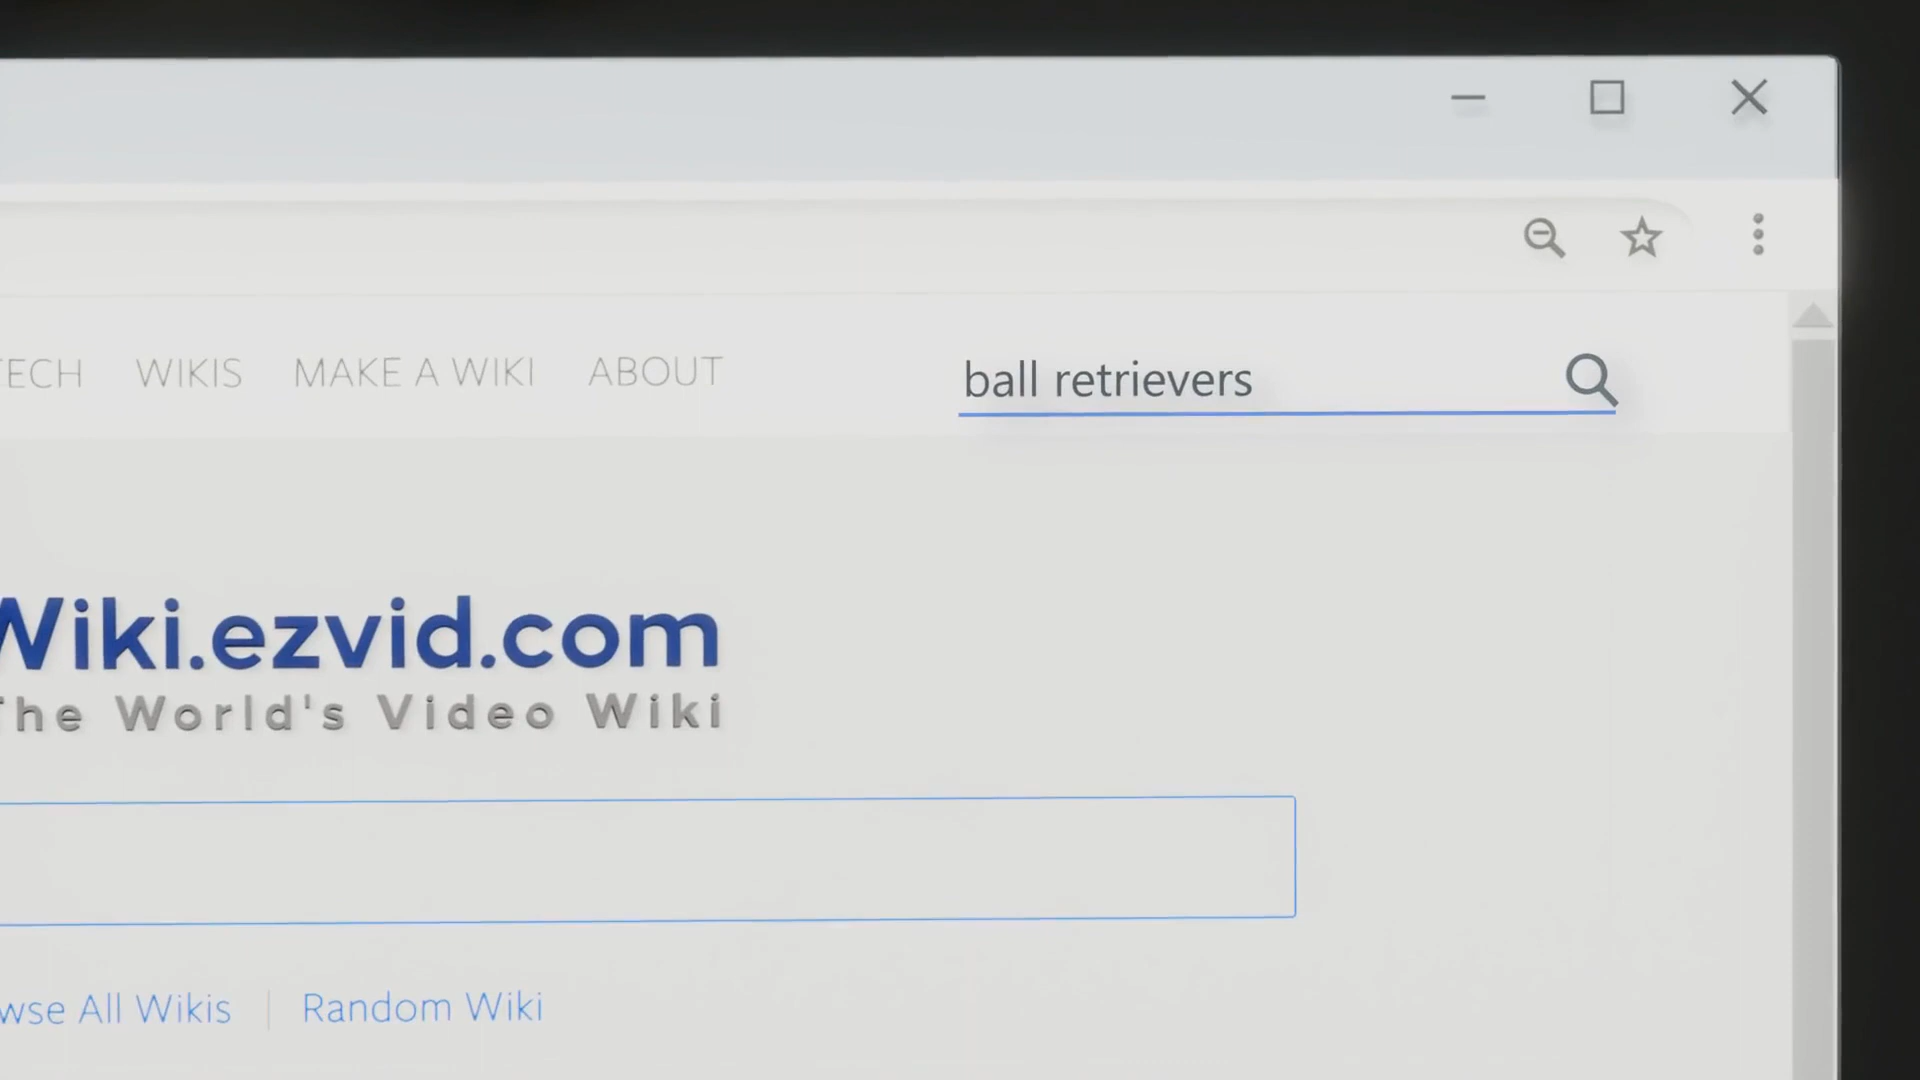 ECH WIKIS MAKE A WIKI ABOUT
ball retrievers
Wiki.ezvid.com
The World's Video Wiki
wse All Wikis | Random Wiki